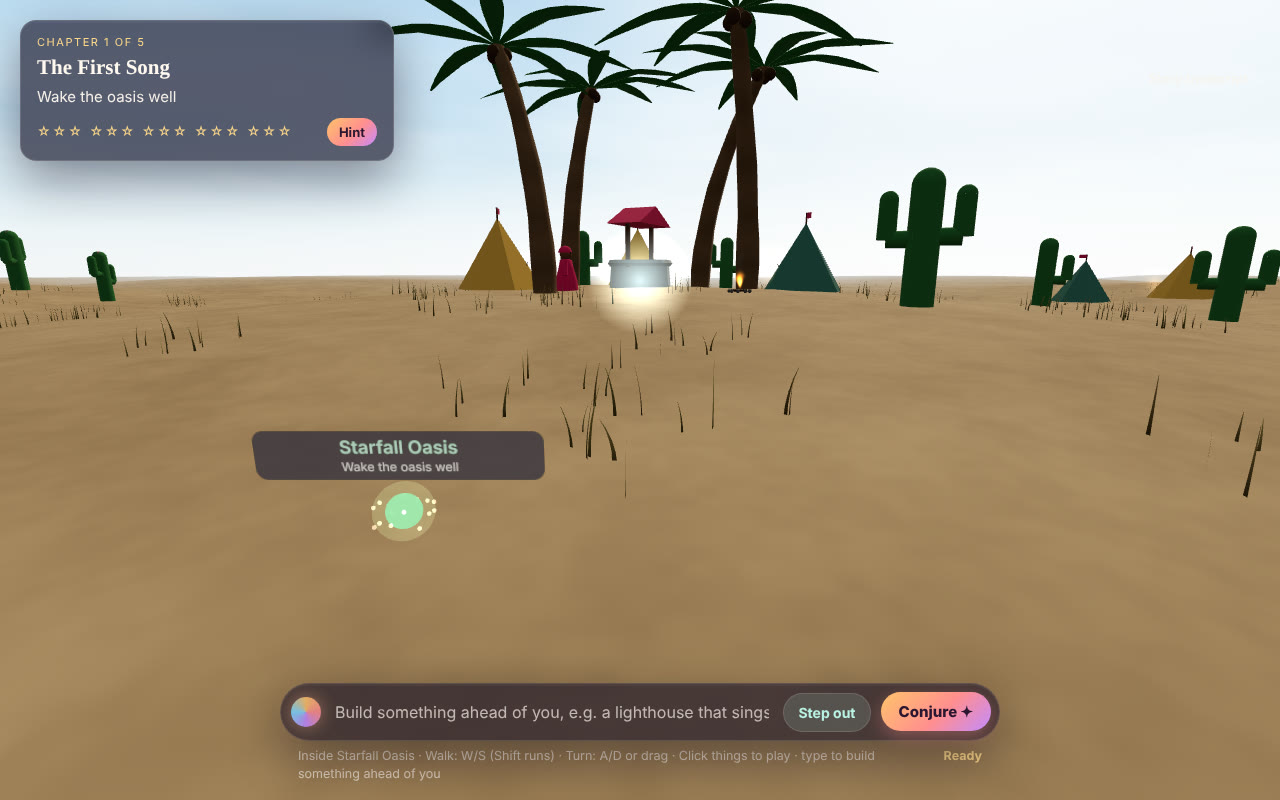 CHAPTER 1 OF 5
The First Song
Wake the oasis well
Hint
Starfall Oasis
Wake the oasis well
Build something ahead of you, e.g. a lighthouse that sings
Step out
Conjure
Inside Starfall Oasis · Walk: W/S (Shift runs) · Turn: A/D or drag · Click things to play · type to build
something ahead of you
Ready